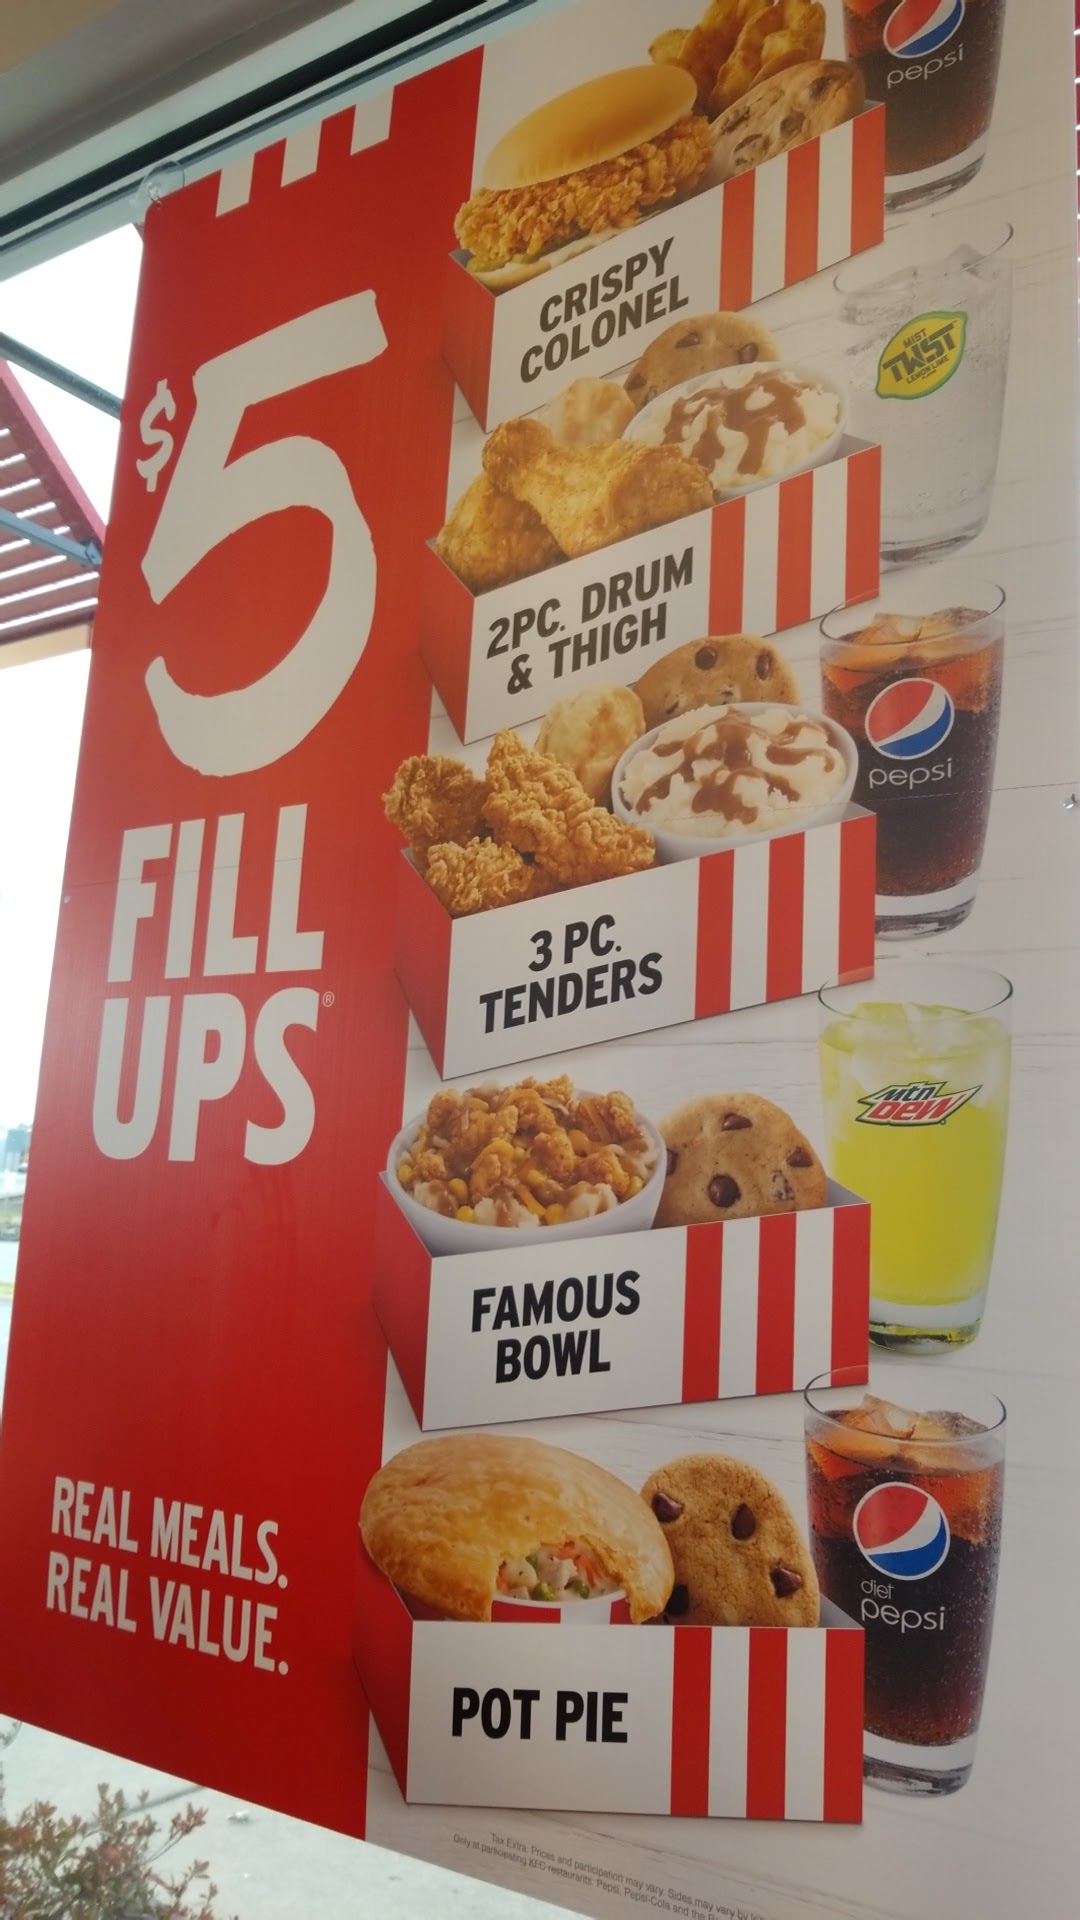 $5
FILL
UPS®
REAL MEALS.
REAL VALUE.
pepsi
CRISPY
COLONEL
MIST
TWST
LEMON LIME
2PC. DRUM
& THIGH
pepsi
3 PC.
TENDERS
mtn
DEW
FAMOUS
BOWL
diet
pepsi
POT PIE
Tax Extra. Prices and participation may vary. Sides may vary by
Only at participating KFC restaurants. Pepsi, Pepsi-Cola and the